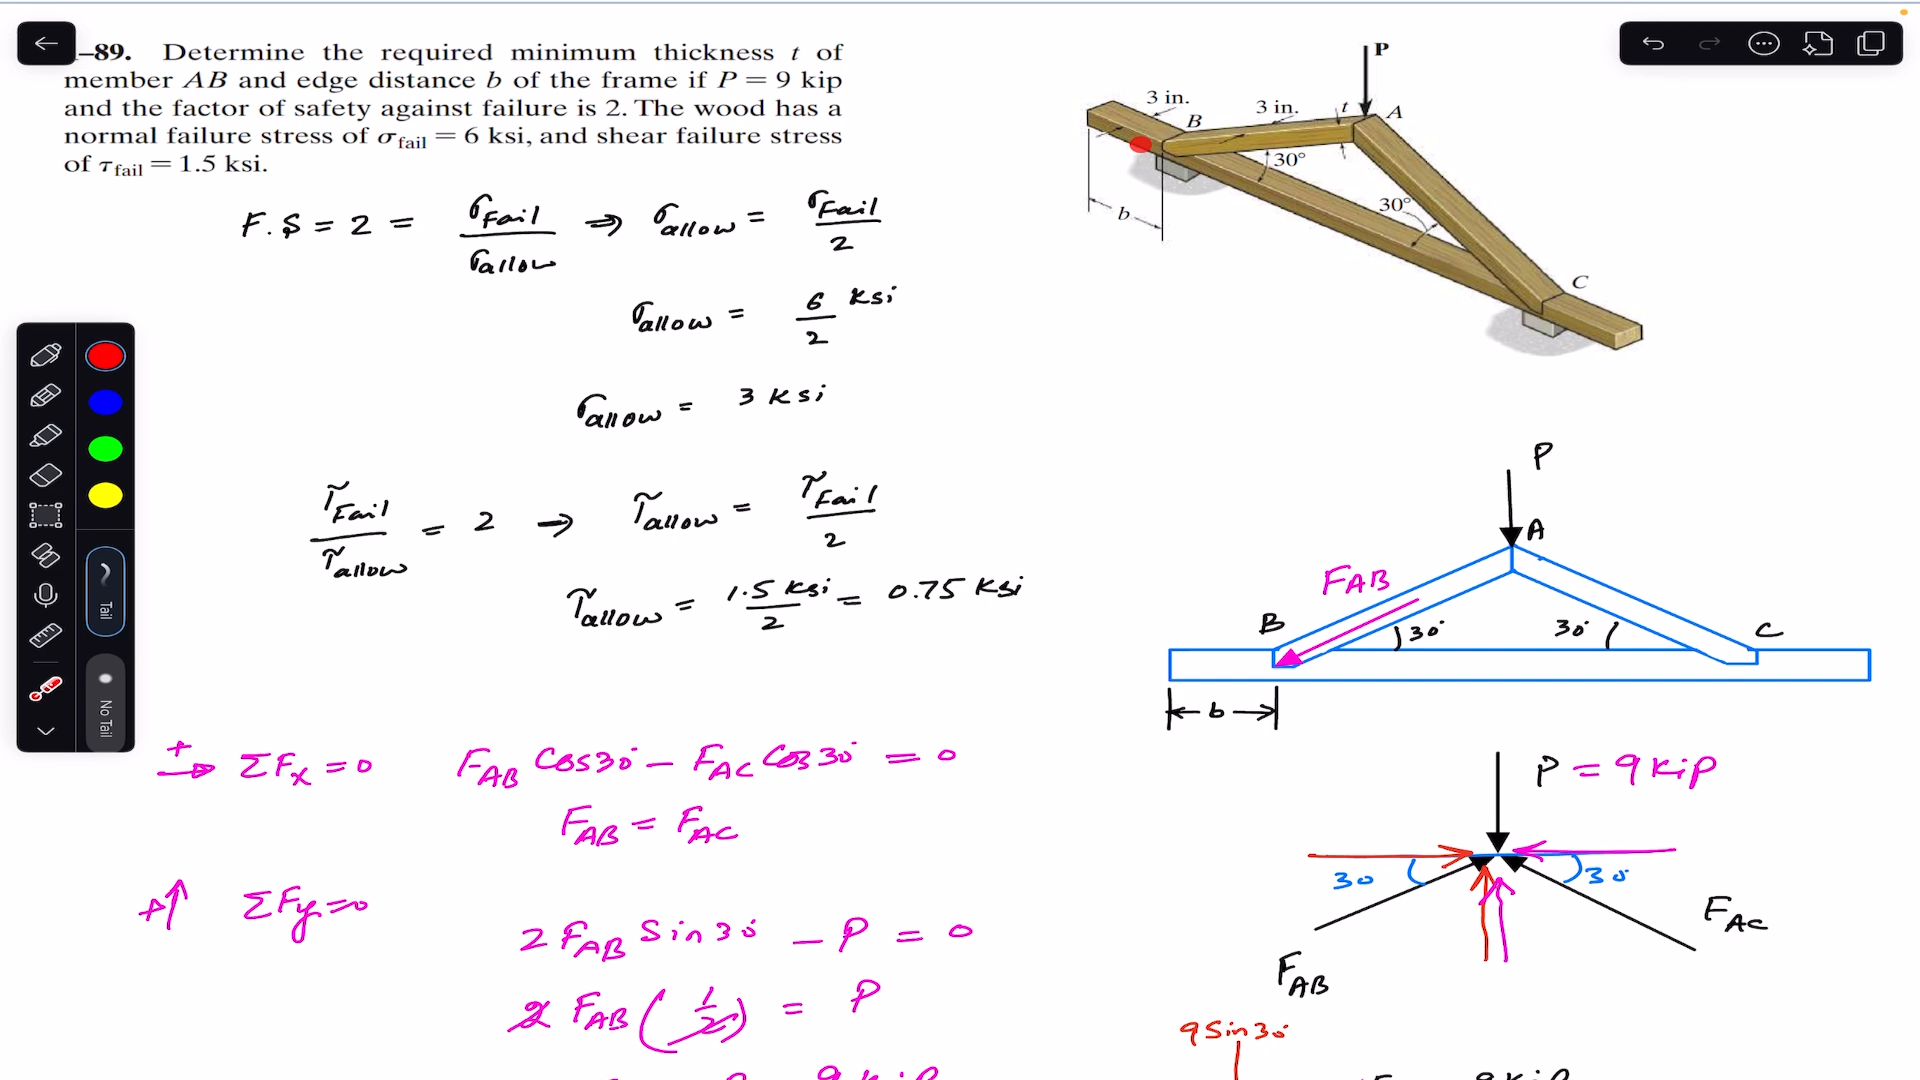 –89. Determine the required minimum thickness t of
member AB and edge distance b of the frame if P = 9 kip
and the factor of safety against failure is 2. The wood has a
normal failure stress of σfail = 6 ksi, and shear failure stress
of τfail = 1.5 ksi.
F.S = 2 = σFail / σallow ⇒ σallow = σFail / 2
σallow = 6 / 2 ksi
σallow = 3 ksi
τFail / τallow = 2 → τallow = τFail / 2
τallow = 1.5 ksi / 2 = 0.75 ksi
+→ ΣFx = 0 FAB Cos30° − FAC Cos30° = 0
FAB = FAC
+↑ ΣFy = 0
2 FAB Sin30° − P = 0
2 FAB (1/2) = P
P
3 in.
3 in.
t
A
B
30°
30°
b
C
P
A
FAB
B
30°
30°
C
b
P = 9 kip
30
30°
FAC
FAB
9 Sin30°
Tail
No Tail